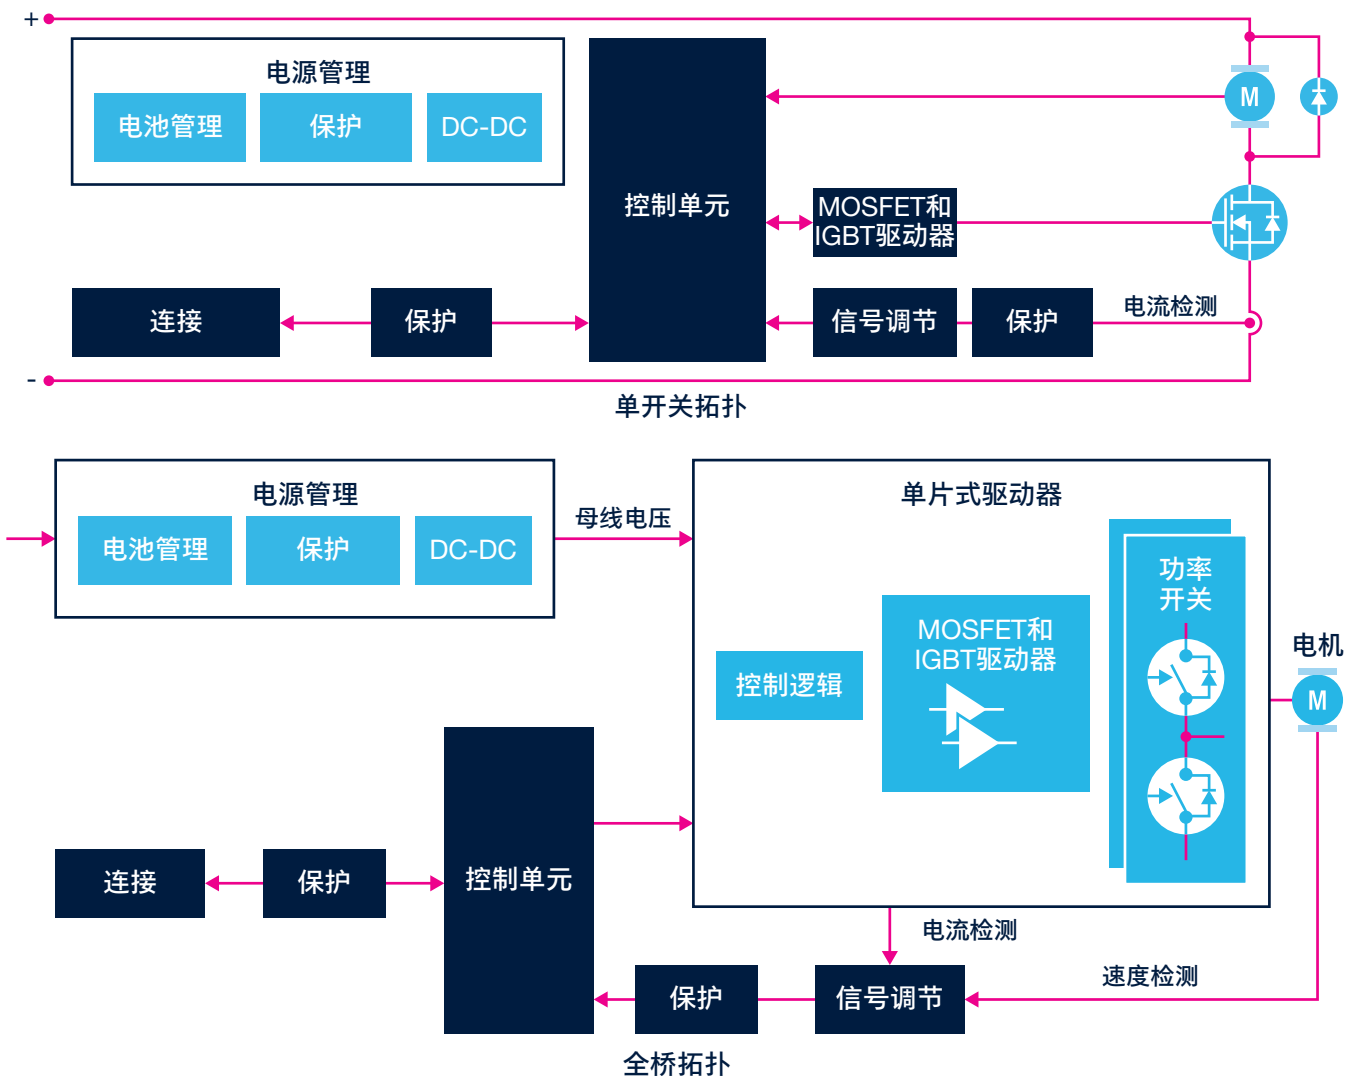 +
电源管理
电池管理
保护
DC-DC
控制单元
M
MOSFET和
IGBT驱动器
连接
保护
信号调节
保护
电流检测
-
单开关拓扑
电源管理
电池管理
保护
DC-DC
母线电压
单片式驱动器
功率
开关
MOSFET和
IGBT驱动器
控制逻辑
电机
M
连接
保护
控制单元
电流检测
保护
信号调节
速度检测
全桥拓扑